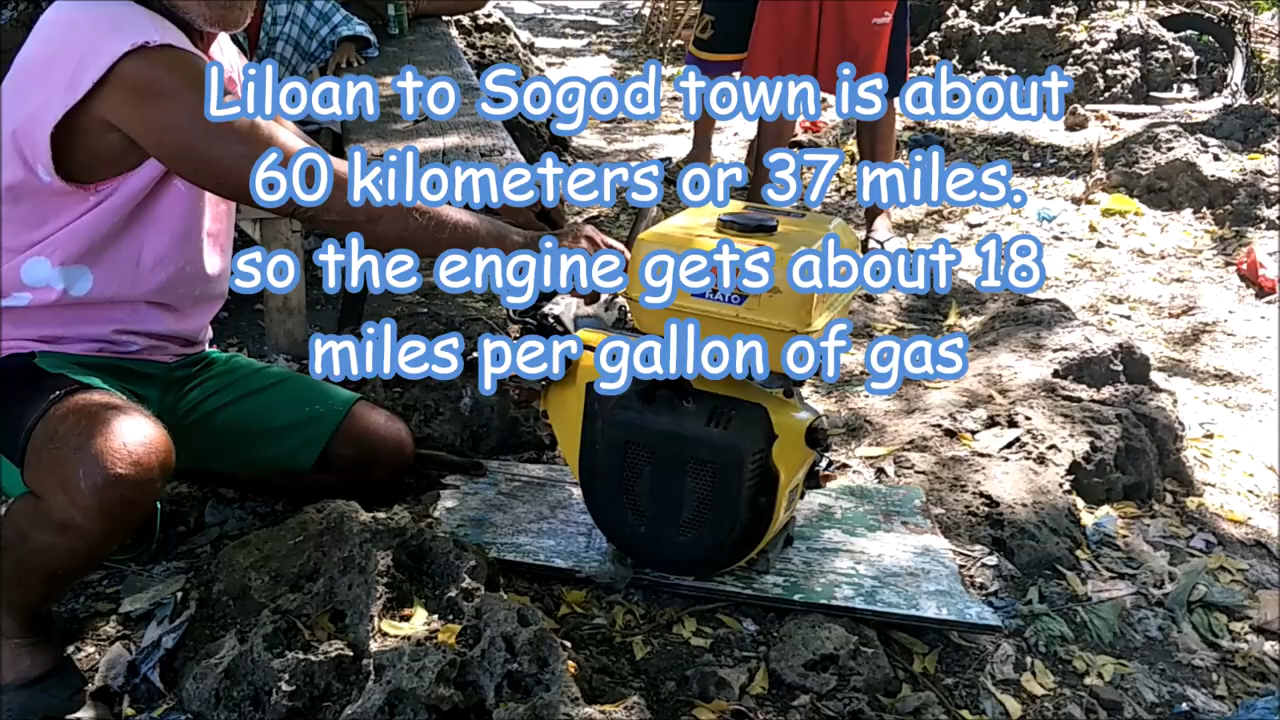 Liloan to Sogod town is about
60 kilometers or 37 miles.
so the engine gets about 18
RATO
miles per gallon of gas